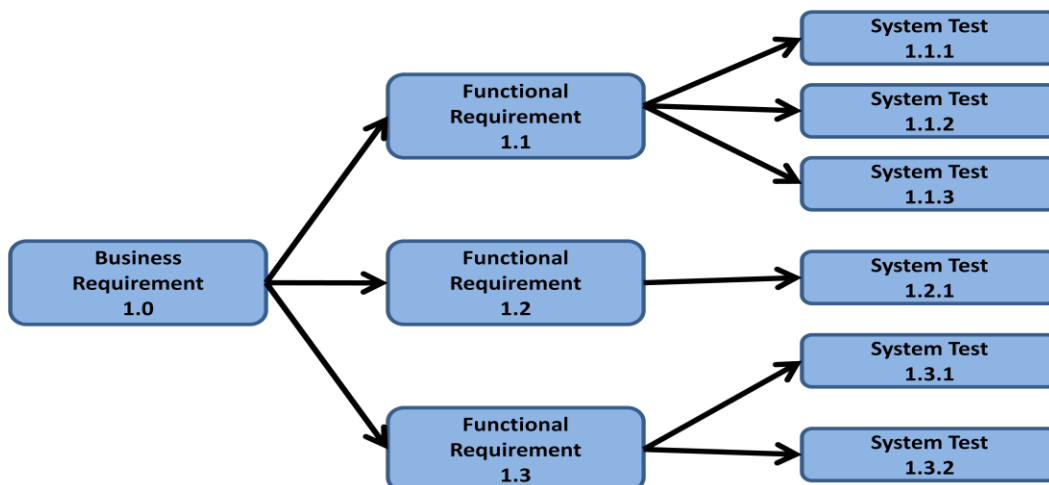 System Test
1.1.1
Functional
Requirement
1.1
System Test
1.1.2
System Test
1.1.3
Business
Requirement
1.0
Functional
Requirement
1.2
System Test
1.2.1
System Test
1.3.1
Functional
Requirement
1.3
System Test
1.3.2